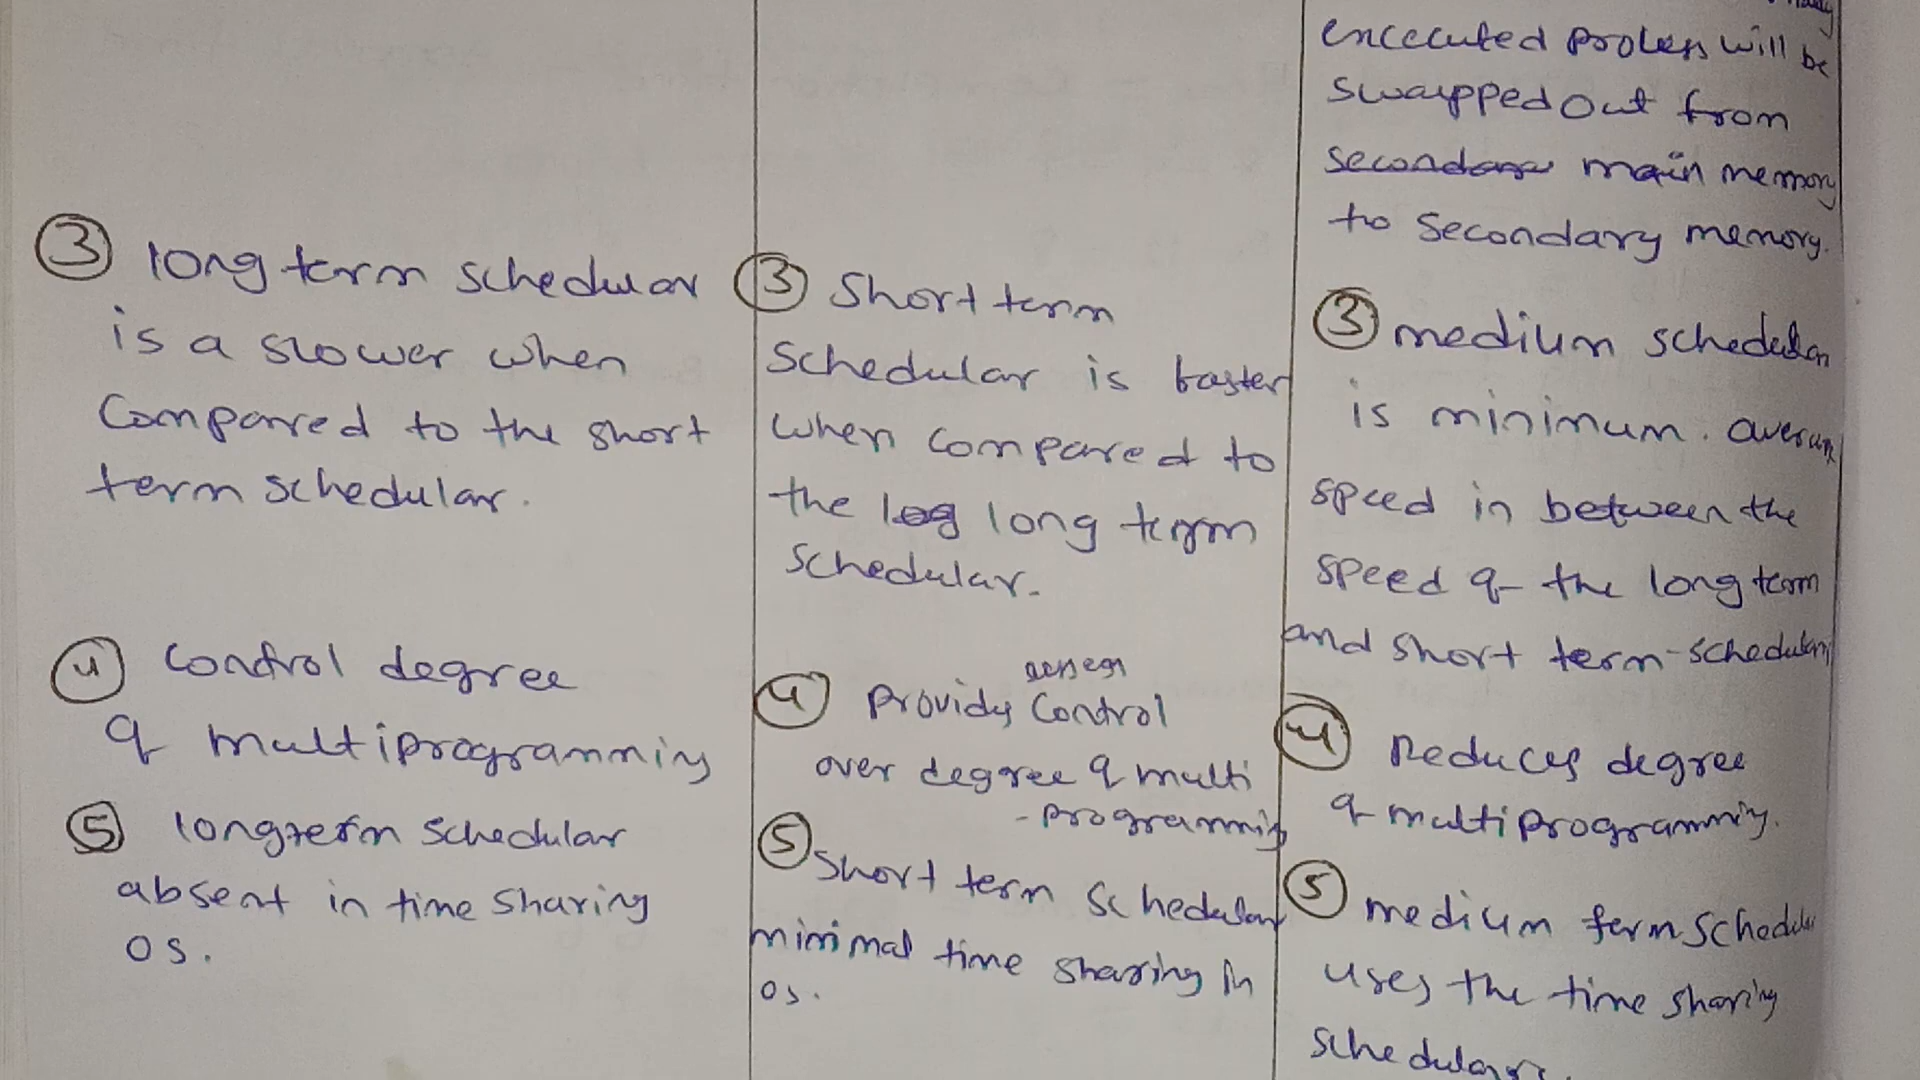 ③ long term schedular
is a slower when
Compared to the short
term schedular.
④ Control degree
of multiprogramming
⑤ longterm schedular
absent in time sharing
OS.
③ Short term
Schedular is faster
when compared to
the log long term
Schedular.
less
④ Provides Control
over degree of multi
-programming
⑤ Short term schedular
minimal time sharing in
OS.
excecuted process will be
swapped out from
secondary main memory
to Secondary memory.
③ medium schedular
is minimum. average
speed in between the
speed of the long term
and short term-schedular
④ Reduces degree
of multiprogramming.
⑤ medium term schedular
uses the time sharing
schedulars.